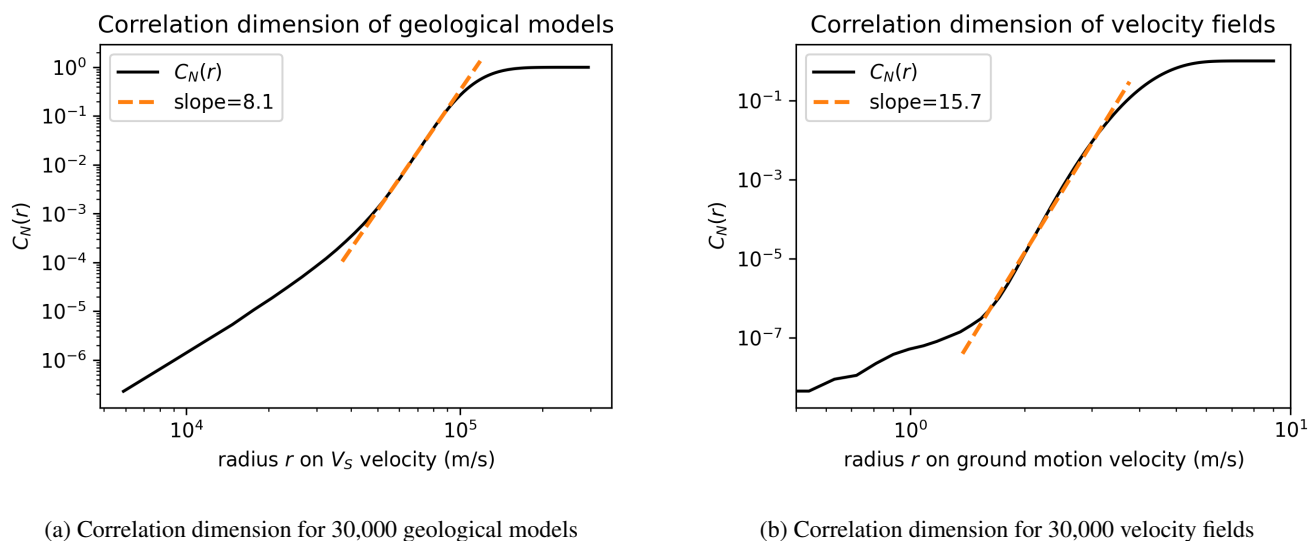 Correlation dimension of geological models
C_N(r)
slope=8.1
10^0
10^-1
10^-2
10^-3
10^-4
10^-5
10^-6
C_N(r)
10^4
10^5
radius r on V_S velocity (m/s)
(a) Correlation dimension for 30,000 geological models
Correlation dimension of velocity fields
C_N(r)
slope=15.7
10^-1
10^-3
10^-5
10^-7
C_N(r)
10^0
10^1
radius r on ground motion velocity (m/s)
(b) Correlation dimension for 30,000 velocity fields